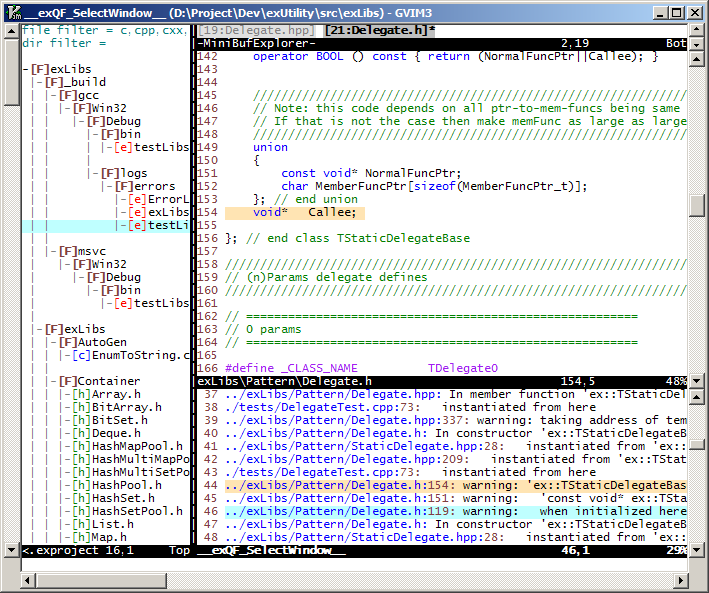 __exQF_SelectWindow__ (D:\Project\Dev\exUtility\src\exLibs) - GVIM3
file filter = c,cpp,cxx,
dir filter =
-[F]exLibs
|-[F]_build
| |-[F]gcc
| | |-[F]Win32
| | |-[F]Debug
| | |-[F]bin
| | | |-[e]testLibs
| | |
| | |-[F]logs
| | |-[F]errors
| | |-[e]ErrorL
| | |-[e]exLibs
| | |-[e]testLi
| |
| |-[F]msvc
| |-[F]Win32
| |-[F]Debug
| |-[F]bin
| |-[e]testLibs
|
|-[F]exLibs
| |-[F]AutoGen
| | |-[c]EnumToString.c
| |
| |-[F]Container
| | |-[h]Array.h
| | |-[h]BitArray.h
| | |-[h]BitSet.h
| | |-[h]Deque.h
| | |-[h]HashMapPool.h
| | |-[h]HashMultiMapPo
| | |-[h]HashMultiSetPo
| | |-[h]HashPool.h
| | |-[h]HashSet.h
| | |-[h]HashSetPool.h
| | |-[h]List.h
| | |-[h]Map.h
<.exproject 16,1 Top
[19:Delegate.hpp] [21:Delegate.h]*
-MiniBufExplorer- 2,19 Bot
142 operator BOOL () const { return (NormalFuncPtr||Callee); }
143
144
145 ///////////////////////////////////////////////////////////////
146 // Note: this code depends on all ptr-to-mem-funcs being same
147 // If that is not the case then make memFunc as large as large
148 ///////////////////////////////////////////////////////////////
149 union
150 {
151 const void* NormalFuncPtr;
152 char MemberFuncPtr[sizeof(MemberFuncPtr_t)];
153 }; // end union
154 void* Callee;
155
156 }; // end class TStaticDelegateBase
157
158 ///////////////////////////////////////////////////////////////////
159 // (n)Params delegate defines
160 ///////////////////////////////////////////////////////////////////
161
162 // =========================================================
163 // 0 params
164 // =========================================================
165
166 #define _CLASS_NAME TDelegate0
exLibs\Pattern\Delegate.h 154,5 48%
37 ../exLibs/Pattern/Delegate.hpp: In member function 'ex::TStaticDel
38 ./tests/DelegateTest.cpp:73: instantiated from here
39 ../exLibs/Pattern/Delegate.hpp:337: warning: taking address of tem
40 ../exLibs/Pattern/Delegate.h: In constructor 'ex::TStaticDelegateB
41 ../exLibs/Pattern/StaticDelegate.hpp:28: instantiated from 'ex::
42 ../exLibs/Pattern/Delegate.hpp:209: instantiated from 'ex::TStat
43 ./tests/DelegateTest.cpp:73: instantiated from here
44 ../exLibs/Pattern/Delegate.h:154: warning: 'ex::TStaticDelegateBas
45 ../exLibs/Pattern/Delegate.h:151: warning: 'const void* ex::TSta
46 ../exLibs/Pattern/Delegate.h:119: warning: when initialized here
47 ../exLibs/Pattern/Delegate.h: In constructor 'ex::TStaticDelegateB
48 ../exLibs/Pattern/StaticDelegate.hpp:28: instantiated from 'ex::
__exQF_SelectWindow__ 46,1 29%